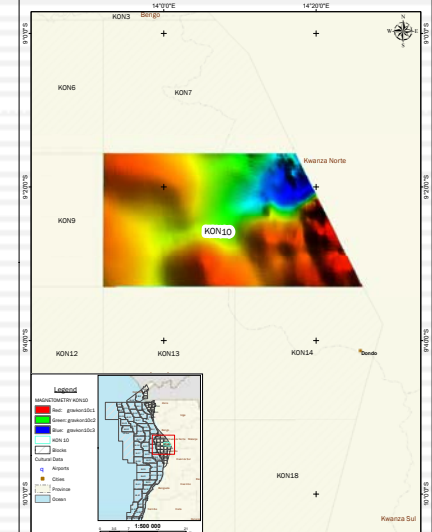 14°0'0"E
14°20'0"E
KON3
Bengo
N
W
E
S
9°0'0"S
9°0'0"S
KON6
KON7
Kwanza Norte
9°20'0"S
9°20'0"S
KON9
KON10
9°40'0"S
9°40'0"S
KON12
KON13
KON14
Dondo
Legend
MAGNETOMETRY KON10
Red: gravkon10c1
Green: gravkon10c2
Blue: gravkon10c3
KON 10
Blocks
Cultural Data
Airports
Cities
Province
Ocean
KON18
10°0'0"S
10°0'0"S
Kwanza Sul
1:500 000